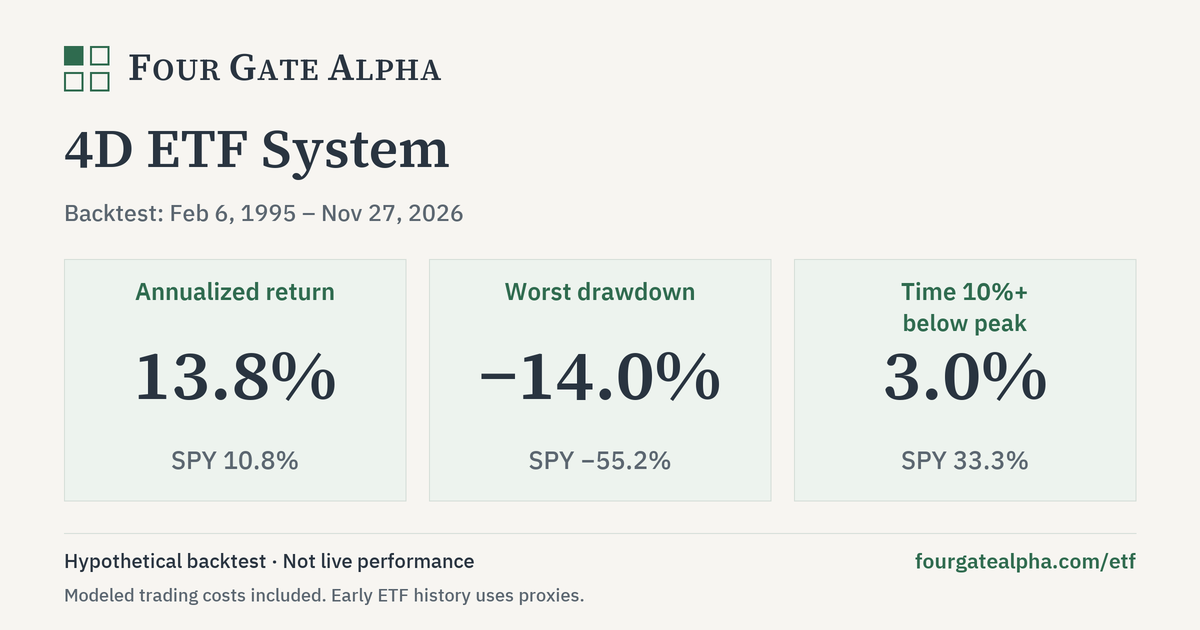 Four Gate Alpha
4D ETF System
Backtest: Feb 6, 1995 – Nov 27, 2026
Annualized return
13.8%
SPY 10.8%
Worst drawdown
−14.0%
SPY −55.2%
Time 10%+
below peak
3.0%
SPY 33.3%
Hypothetical backtest · Not live performance
fourgatealpha.com/etf
Modeled trading costs included. Early ETF history uses proxies.